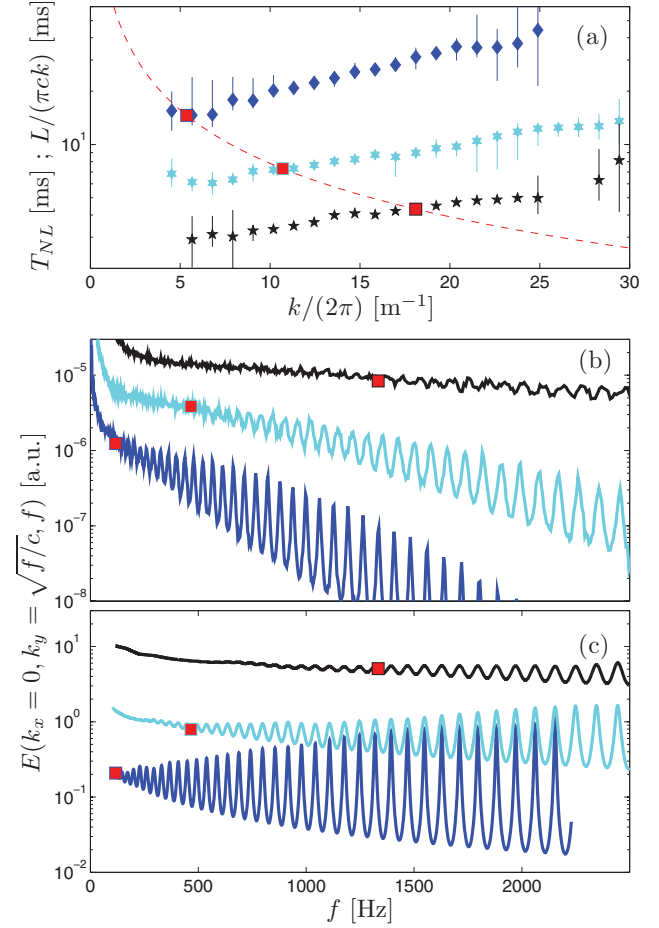 (a)
T_{NL} [ms] ; L/(πck) [ms]
10^1
0 5 10 15 20 25 30
k/(2π) [m^{-1}]
(b)
10^{-5}
10^{-6}
10^{-7}
10^{-8}
E(k_x = 0, k_y = \sqrt{f/c}, f) [a.u.]
(c)
10^1
10^0
10^{-1}
10^{-2}
0 500 1000 1500 2000
f [Hz]